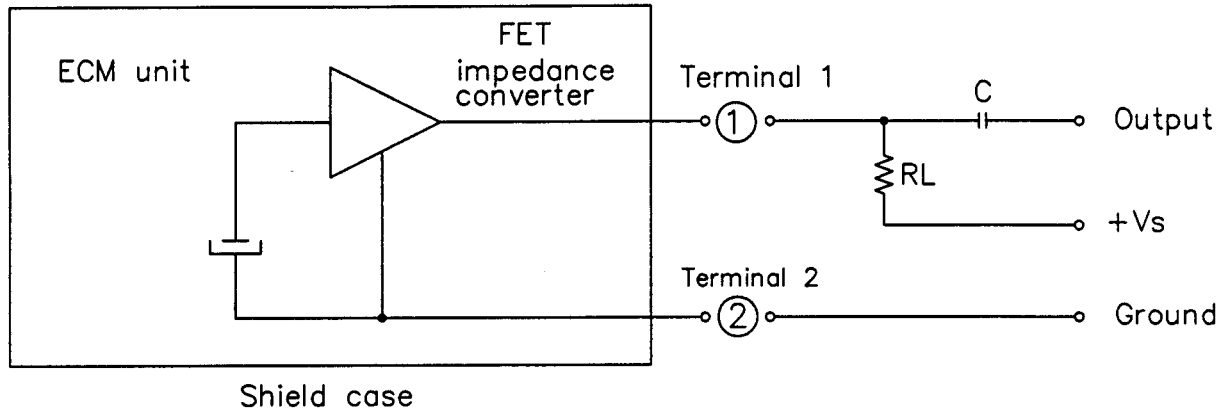 FET
ECM unit
impedance
converter
Terminal 1
1
C
Output
RL
+Vs
Terminal 2
2
Ground
Shield case